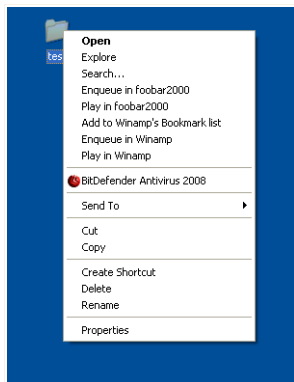 tes
Open
Explore
Search...
Enqueue in foobar2000
Play in foobar2000
Add to Winamp's Bookmark list
Enqueue in Winamp
Play in Winamp
BitDefender Antivirus 2008
Send To
Cut
Copy
Create Shortcut
Delete
Rename
Properties